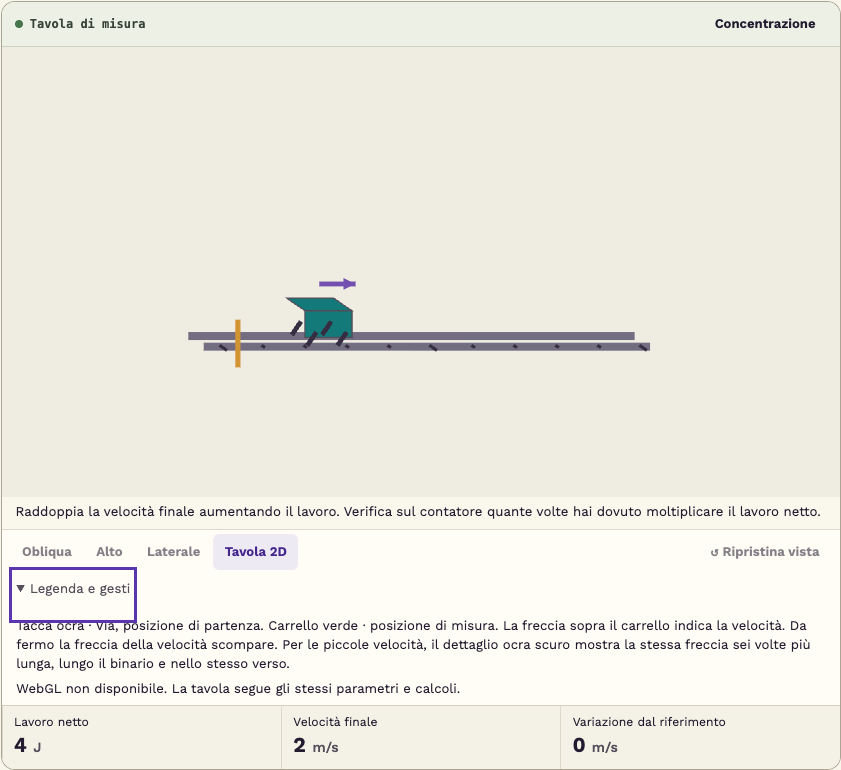 Tavola di misura
Concentrazione
Raddoppia la velocità finale aumentando il lavoro. Verifica sul contatore quante volte hai dovuto moltiplicare il lavoro netto.
Obliqua Alto Laterale Tavola 2D ↺ Ripristina vista
▼ Legenda e gesti
Tacca ocra · Via, posizione di partenza. Carrello verde · posizione di misura. La freccia sopra il carrello indica la velocità. Da
fermo la freccia della velocità scompare. Per le piccole velocità, il dettaglio ocra scuro mostra la stessa freccia sei volte più
lunga, lungo il binario e nello stesso verso.
WebGL non disponibile. La tavola segue gli stessi parametri e calcoli.
Lavoro netto
4 J
Velocità finale
2 m/s
Variazione dal riferimento
0 m/s